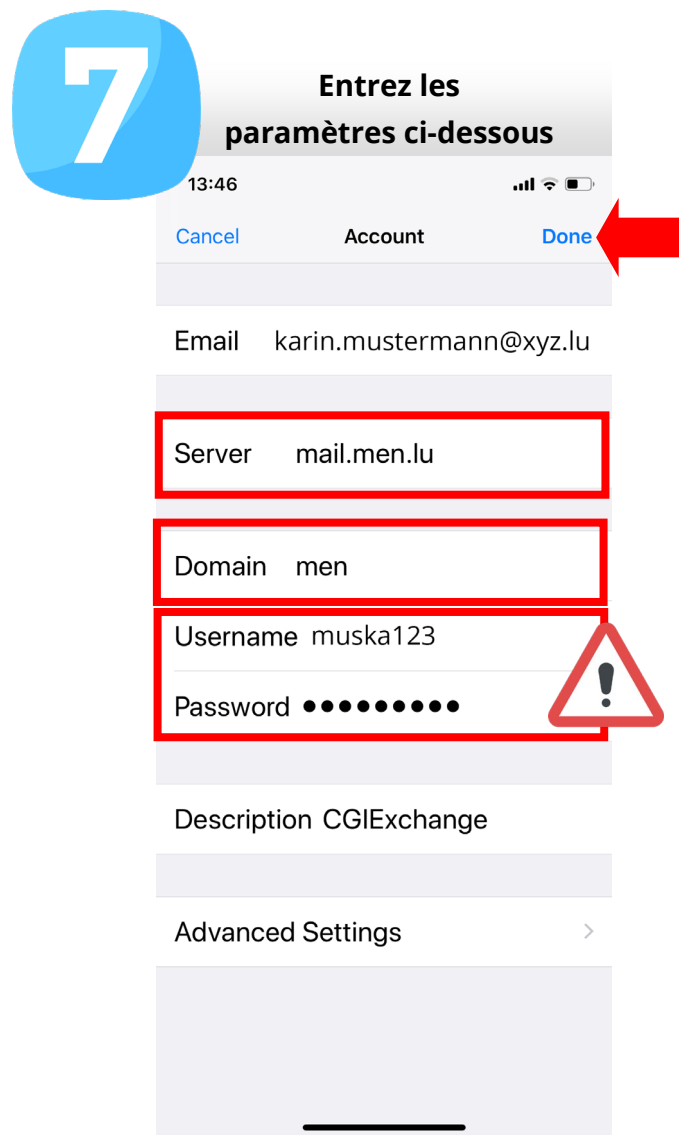 7
Entrez les
paramètres ci-dessous
13:46
Cancel Account Done
Email karin.mustermann@xyz.lu
Server mail.men.lu
Domain men
Username muska123
Password ●●●●●●●●●
Description CGIExchange
Advanced Settings